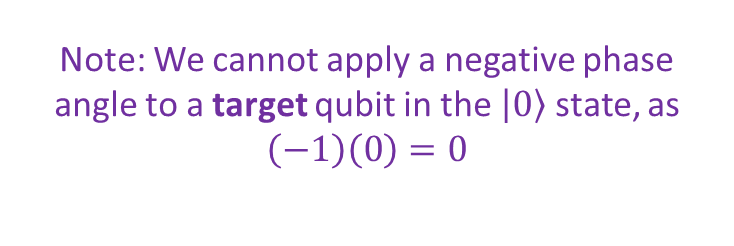 Note: We cannot apply a negative phase
angle to a target qubit in the |0⟩ state, as
(−1)(0) = 0